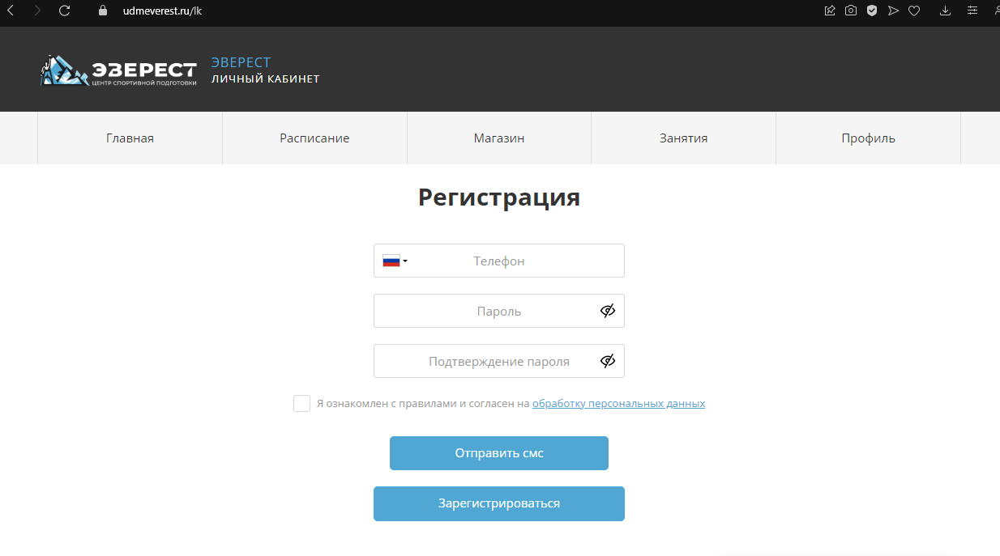 udmeverest.ru/lk
ЭВЕРЕСТ
ЦЕНТР СПОРТИВНОЙ ПОДГОТОВКИ
ЭВЕРЕСТ
ЛИЧНЫЙ КАБИНЕТ
Главная Расписание Магазин Занятия Профиль
Регистрация
Телефон
Пароль
Подтверждение пароля
Я ознакомлен с правилами и согласен на обработку персональных данных
Отправить смс
Зарегистрироваться